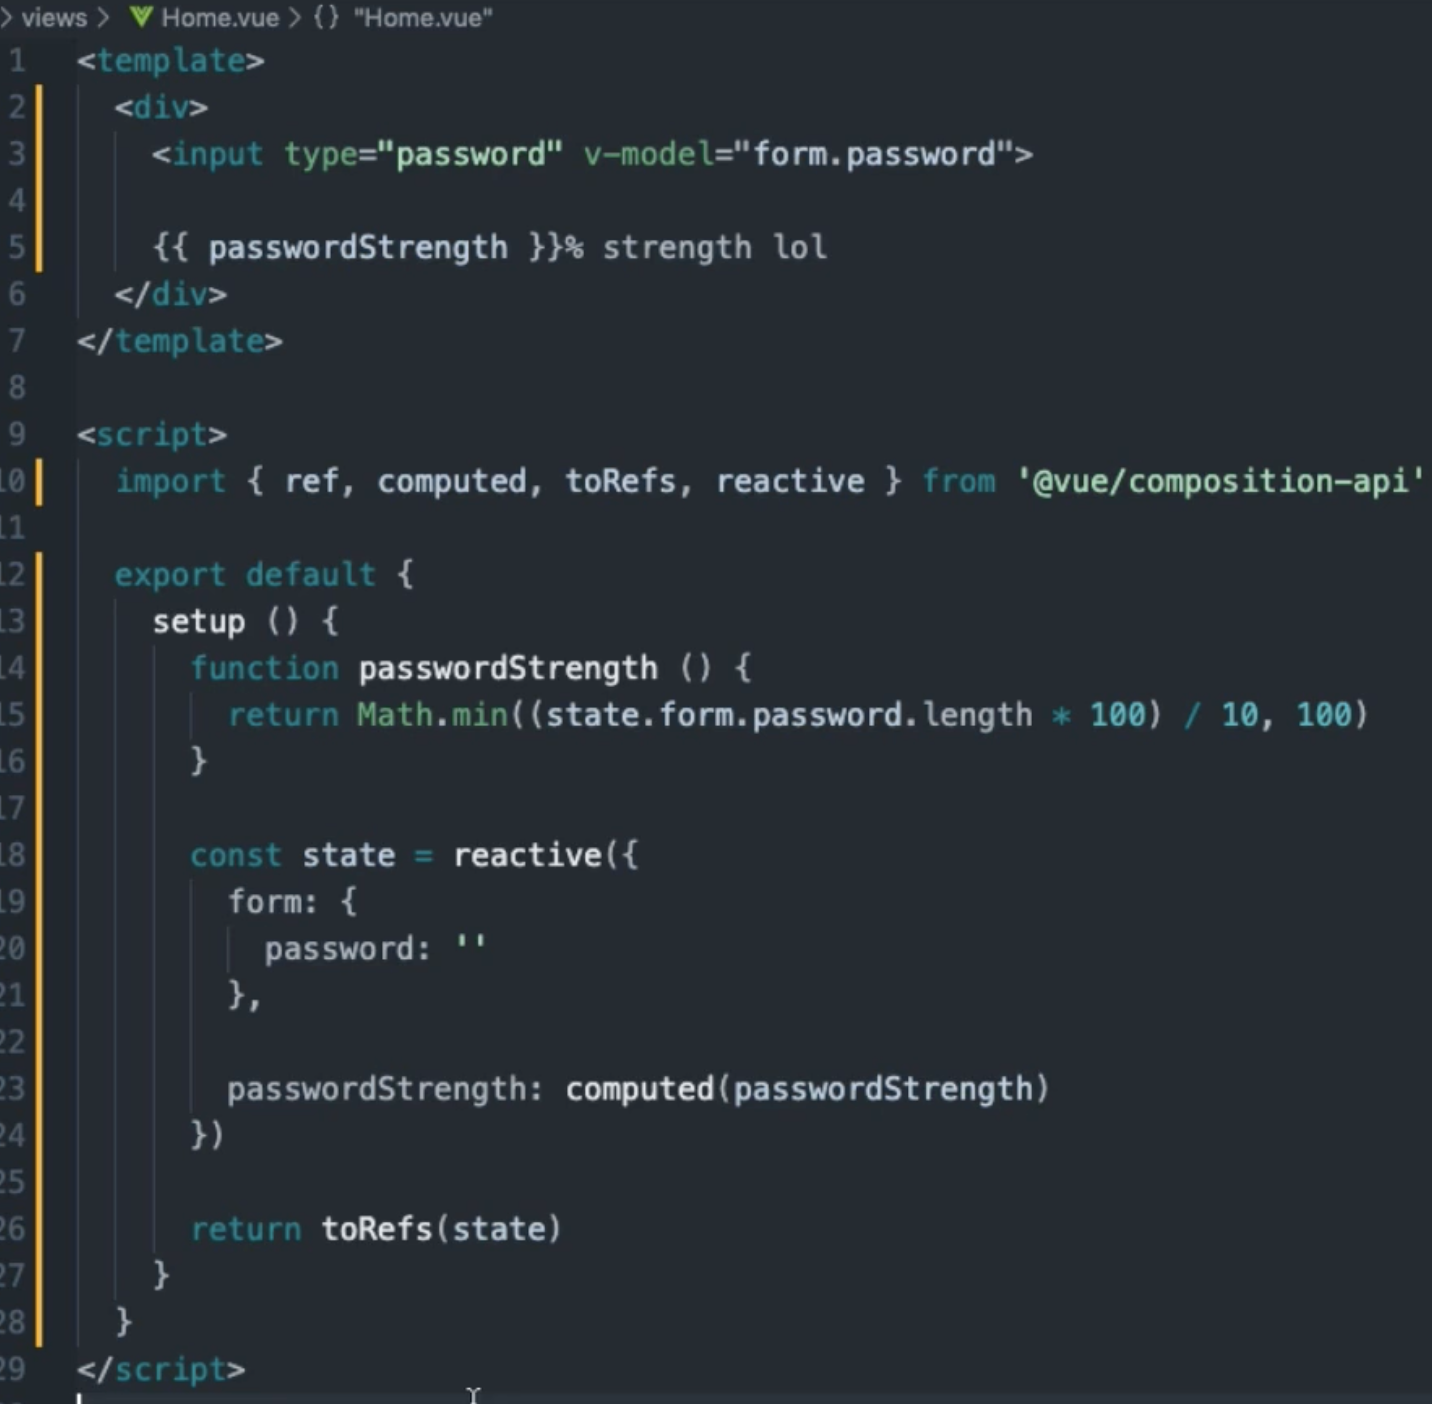 > views > Home.vue > {} "Home.vue"
1 <template>
2 <div>
3 <input type="password" v-model="form.password">
4
5 {{ passwordStrength }}% strength lol
6 </div>
7 </template>
8
9 <script>
10 import { ref, computed, toRefs, reactive } from '@vue/composition-api'
11
12 export default {
13 setup () {
14 function passwordStrength () {
15 return Math.min((state.form.password.length * 100) / 10, 100)
16 }
17
18 const state = reactive({
19 form: {
20 password: ''
21 },
22
23 passwordStrength: computed(passwordStrength)
24 })
25
26 return toRefs(state)
27 }
28 }
29 </script>